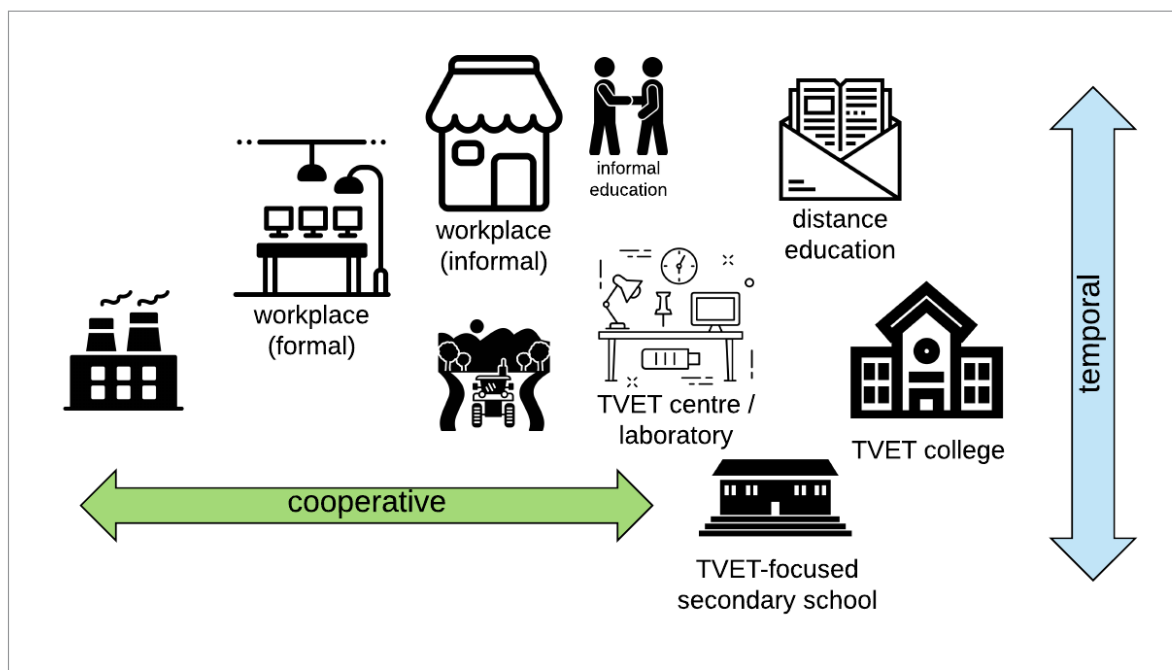 informal
education
workplace
(informal)
distance
education
workplace
(formal)
temporal
TVET centre /
laboratory
TVET college
cooperative
TVET-focused
secondary school